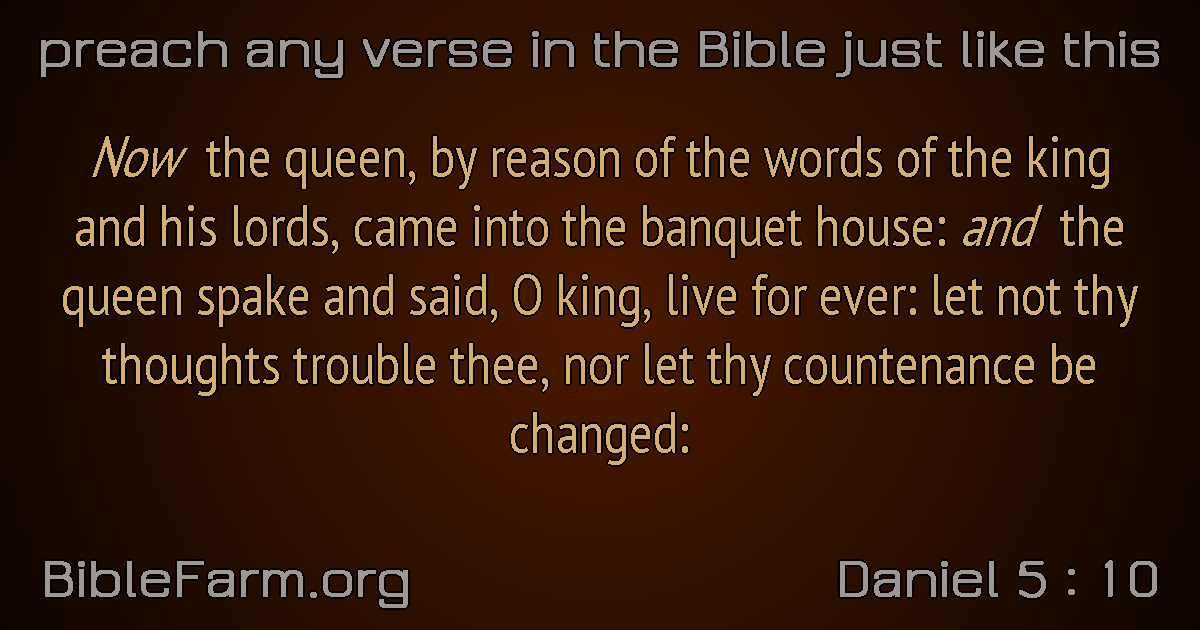 preach any verse in the Bible just like this
Now the queen, by reason of the words of the king
and his lords, came into the banquet house: and the
queen spake and said, O king, live for ever: let not thy
thoughts trouble thee, nor let thy countenance be
changed:
BibleFarm.org
Daniel 5 : 10